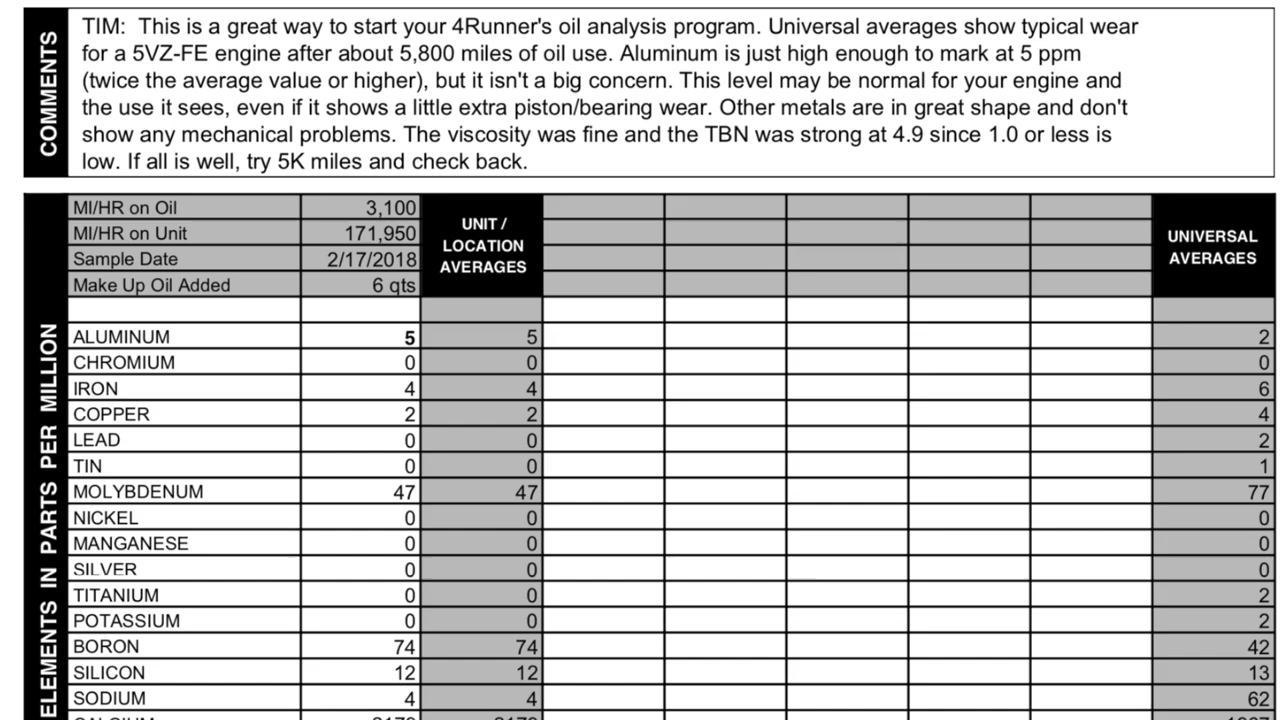 COMMENTS
TIM: This is a great way to start your 4Runner's oil analysis program. Universal averages show typical wear
for a 5VZ-FE engine after about 5,800 miles of oil use. Aluminum is just high enough to mark at 5 ppm
(twice the average value or higher), but it isn't a big concern. This level may be normal for your engine and
the use it sees, even if it shows a little extra piston/bearing wear. Other metals are in great shape and don't
show any mechanical problems. The viscosity was fine and the TBN was strong at 4.9 since 1.0 or less is
low. If all is well, try 5K miles and check back.
MI/HR on Oil 3,100
MI/HR on Unit 171,950
Sample Date 2/17/2018
Make Up Oil Added 6 qts
UNIT /
LOCATION
AVERAGES
UNIVERSAL
AVERAGES
ELEMENTS IN PARTS PER MILLION
ALUMINUM 5 5 2
CHROMIUM 0 0 0
IRON 4 4 6
COPPER 2 2 4
LEAD 0 0 2
TIN 0 0 1
MOLYBDENUM 47 47 77
NICKEL 0 0 0
MANGANESE 0 0 0
SILVER 0 0 0
TITANIUM 0 0 2
POTASSIUM 0 0 2
BORON 74 74 42
SILICON 12 12 13
SODIUM 4 4 62